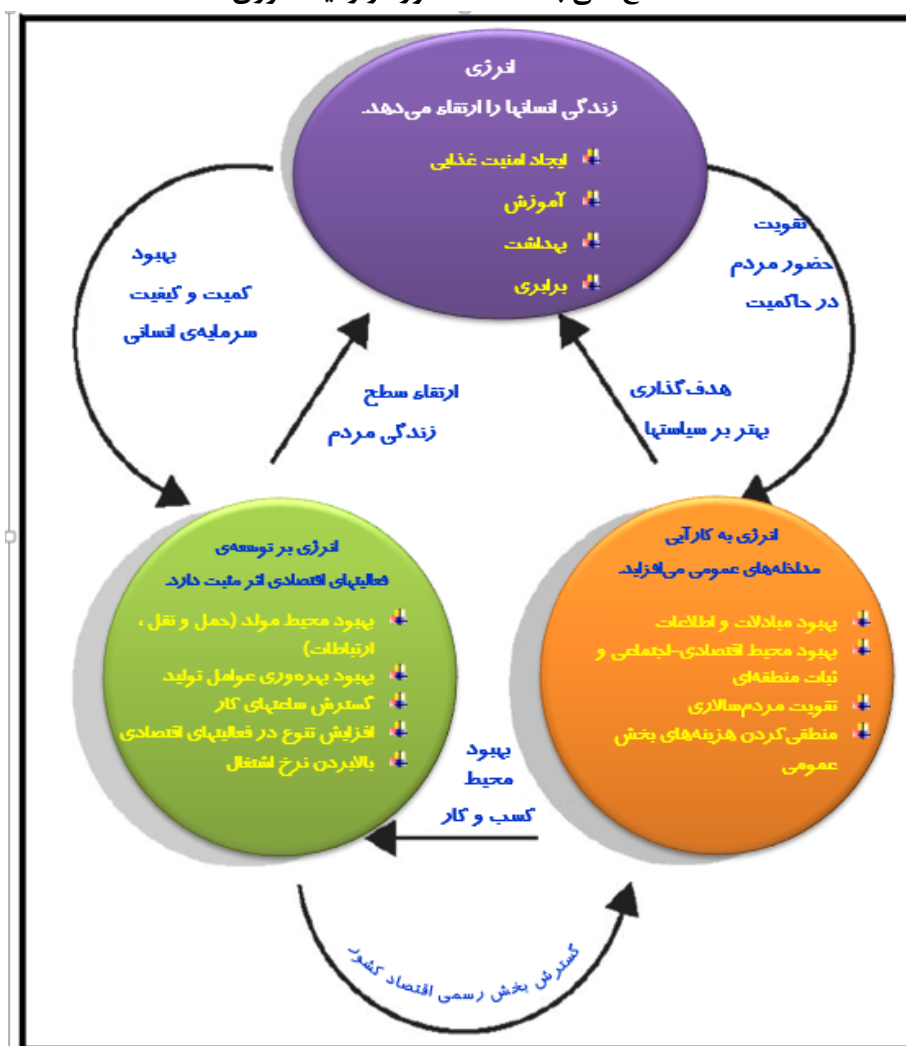 انرژی
زندگی انسانها را ارتقاء می‌دهد.
ایجاد امنیت غذایی
آموزش
بهداشت
برابری
تقویت
حضور مردم
در حاکمیت
بهبود
کمیت و کیفیت
سرمایه‌ی انسانی
هدف‌گذاری
بهتر بر سیاستها
ارتقاء سطح
زندگی مردم
انرژی به کارآیی
مداخله‌های عمومی می‌افزاید.
بهبود مبادلات و اطلاعات
بهبود محیط اقتصادی-اجتماعی و
ثبات منطقه‌ای
تقویت مردم‌سالاری
منطقی‌کردن هزینه‌های بخش
عمومی
انرژی بر توسعه‌ی
فعالیتهای اقتصادی اثر مثبت دارد.
بهبود محیط مولد (حمل و نقل ،
ارتباطات)
بهبود بهره‌وری عوامل تولید
گسترش ساعتهای کار
افزایش تنوع در فعالیتهای اقتصادی
بالابردن نرخ اشتغال
بهبود
محیط
کسب و کار
گسترش بخش رسمی اقتصاد کشور